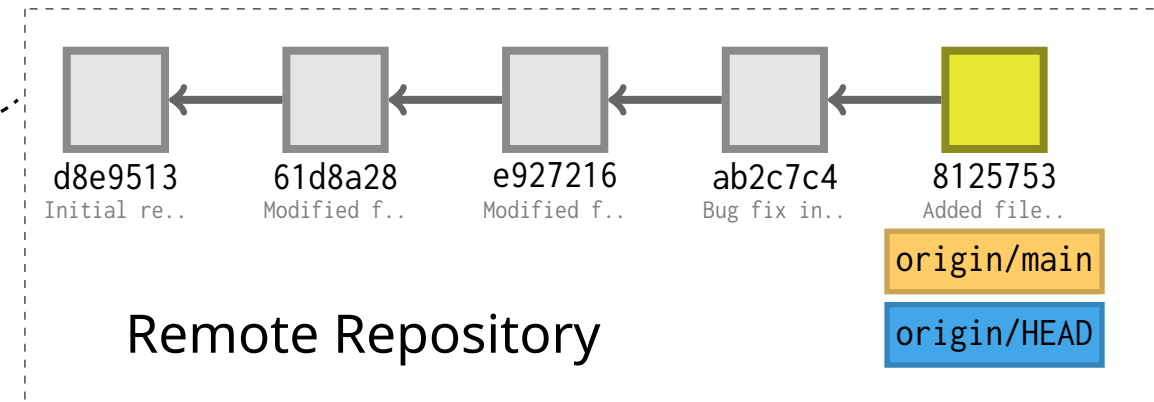 d8e9513 61d8a28 e927216 ab2c7c4 8125753
Initial re.. Modified f.. Modified f.. Bug fix in.. Added file..
origin/main
Remote Repository
origin/HEAD